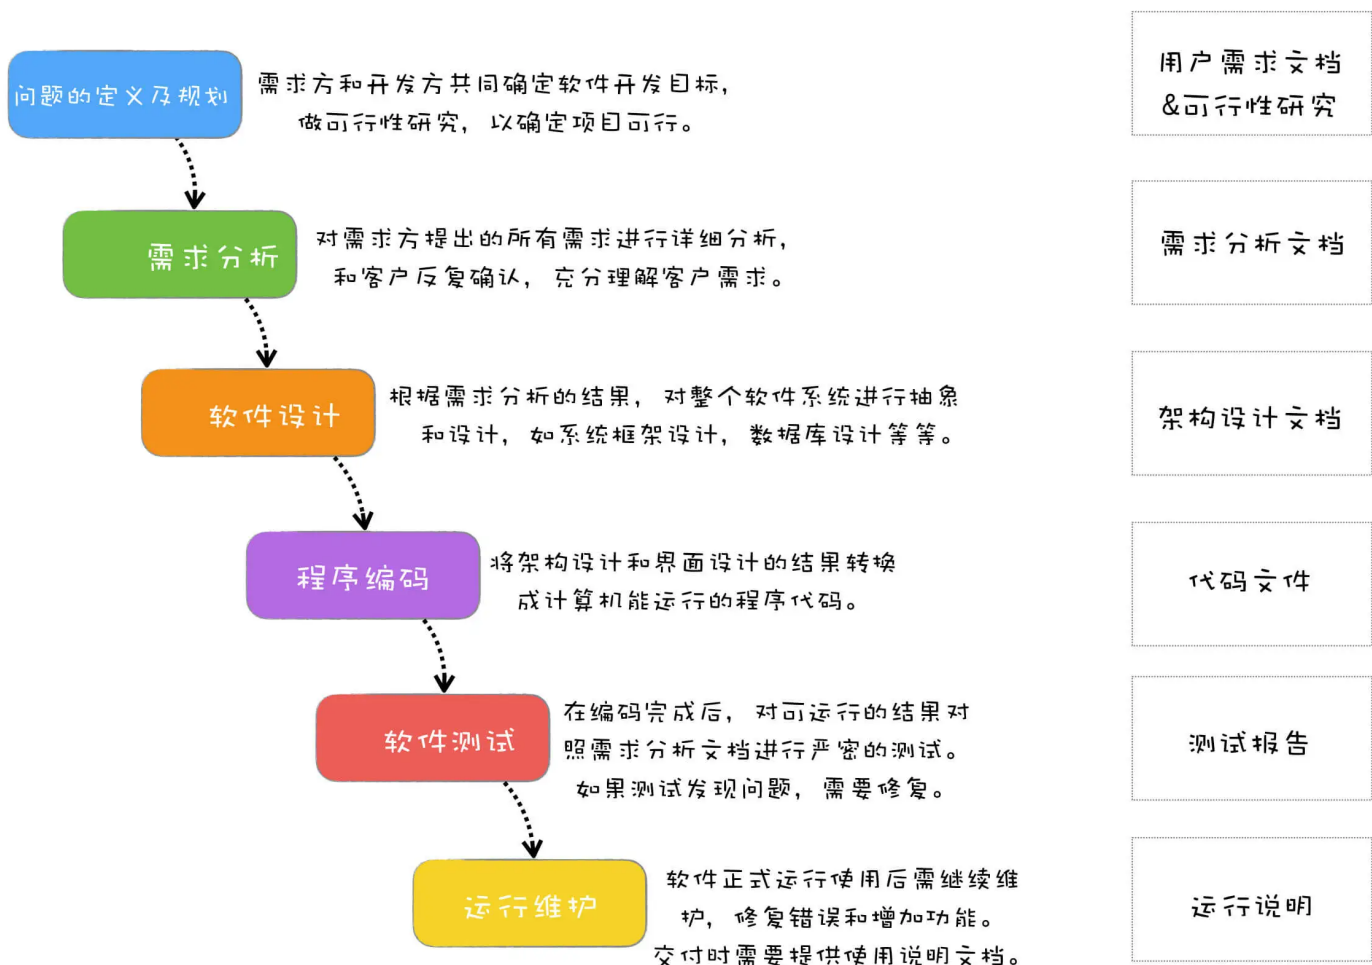 问题的定义及规划
需求方和开发方共同确定软件开发目标，
做可行性研究，以确定项目可行。
用户需求文档
&可行性研究
需求分析
对需求方提出的所有需求进行详细分析，
和客户反复确认，充分理解客户需求。
需求分析文档
软件设计
根据需求分析的结果，对整个软件系统进行抽象
和设计，如系统框架设计，数据库设计等等。
架构设计文档
程序编码
将架构设计和界面设计的结果转换
成计算机能运行的程序代码。
代码文件
软件测试
在编码完成后，对可运行的结果对
照需求分析文档进行严密的测试。
如果测试发现问题，需要修复。
测试报告
运行维护
软件正式运行使用后需继续维
护，修复错误和增加功能。
交付时需要提供使用说明文档。
运行说明